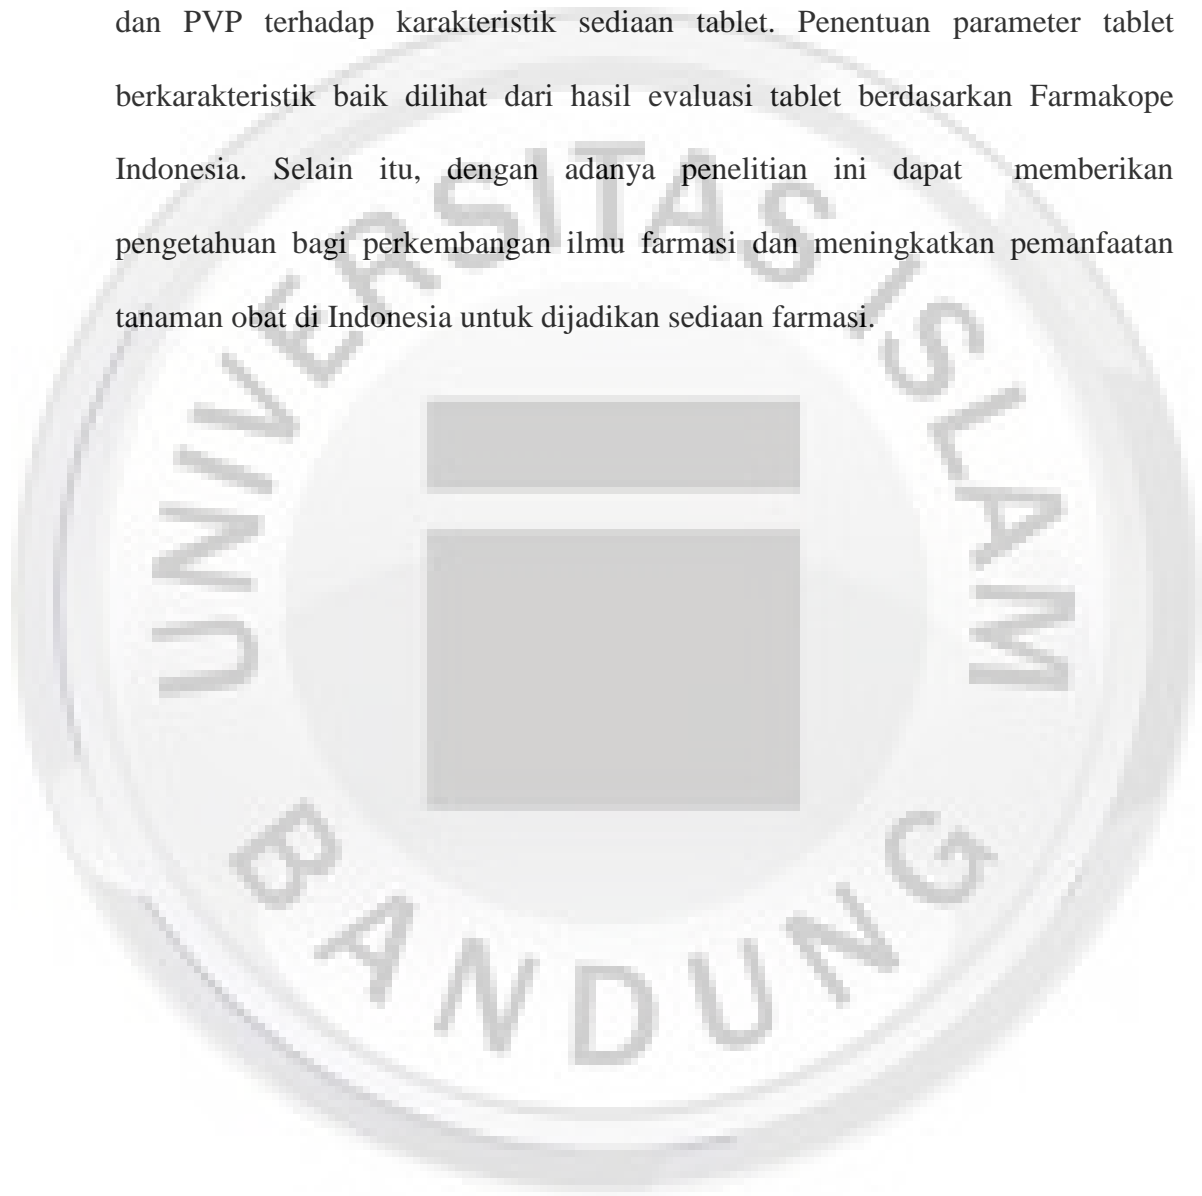 dan PVP terhadap karakteristik sediaan tablet. Penentuan parameter tablet
berkarakteristik baik dilihat dari hasil evaluasi tablet berdasarkan Farmakope
Indonesia. Selain itu, dengan adanya penelitian ini dapat memberikan
pengetahuan bagi perkembangan ilmu farmasi dan meningkatkan pemanfaatan
tanaman obat di Indonesia untuk dijadikan sediaan farmasi.
UNIVERSITAS ISLAM
BANDUNG